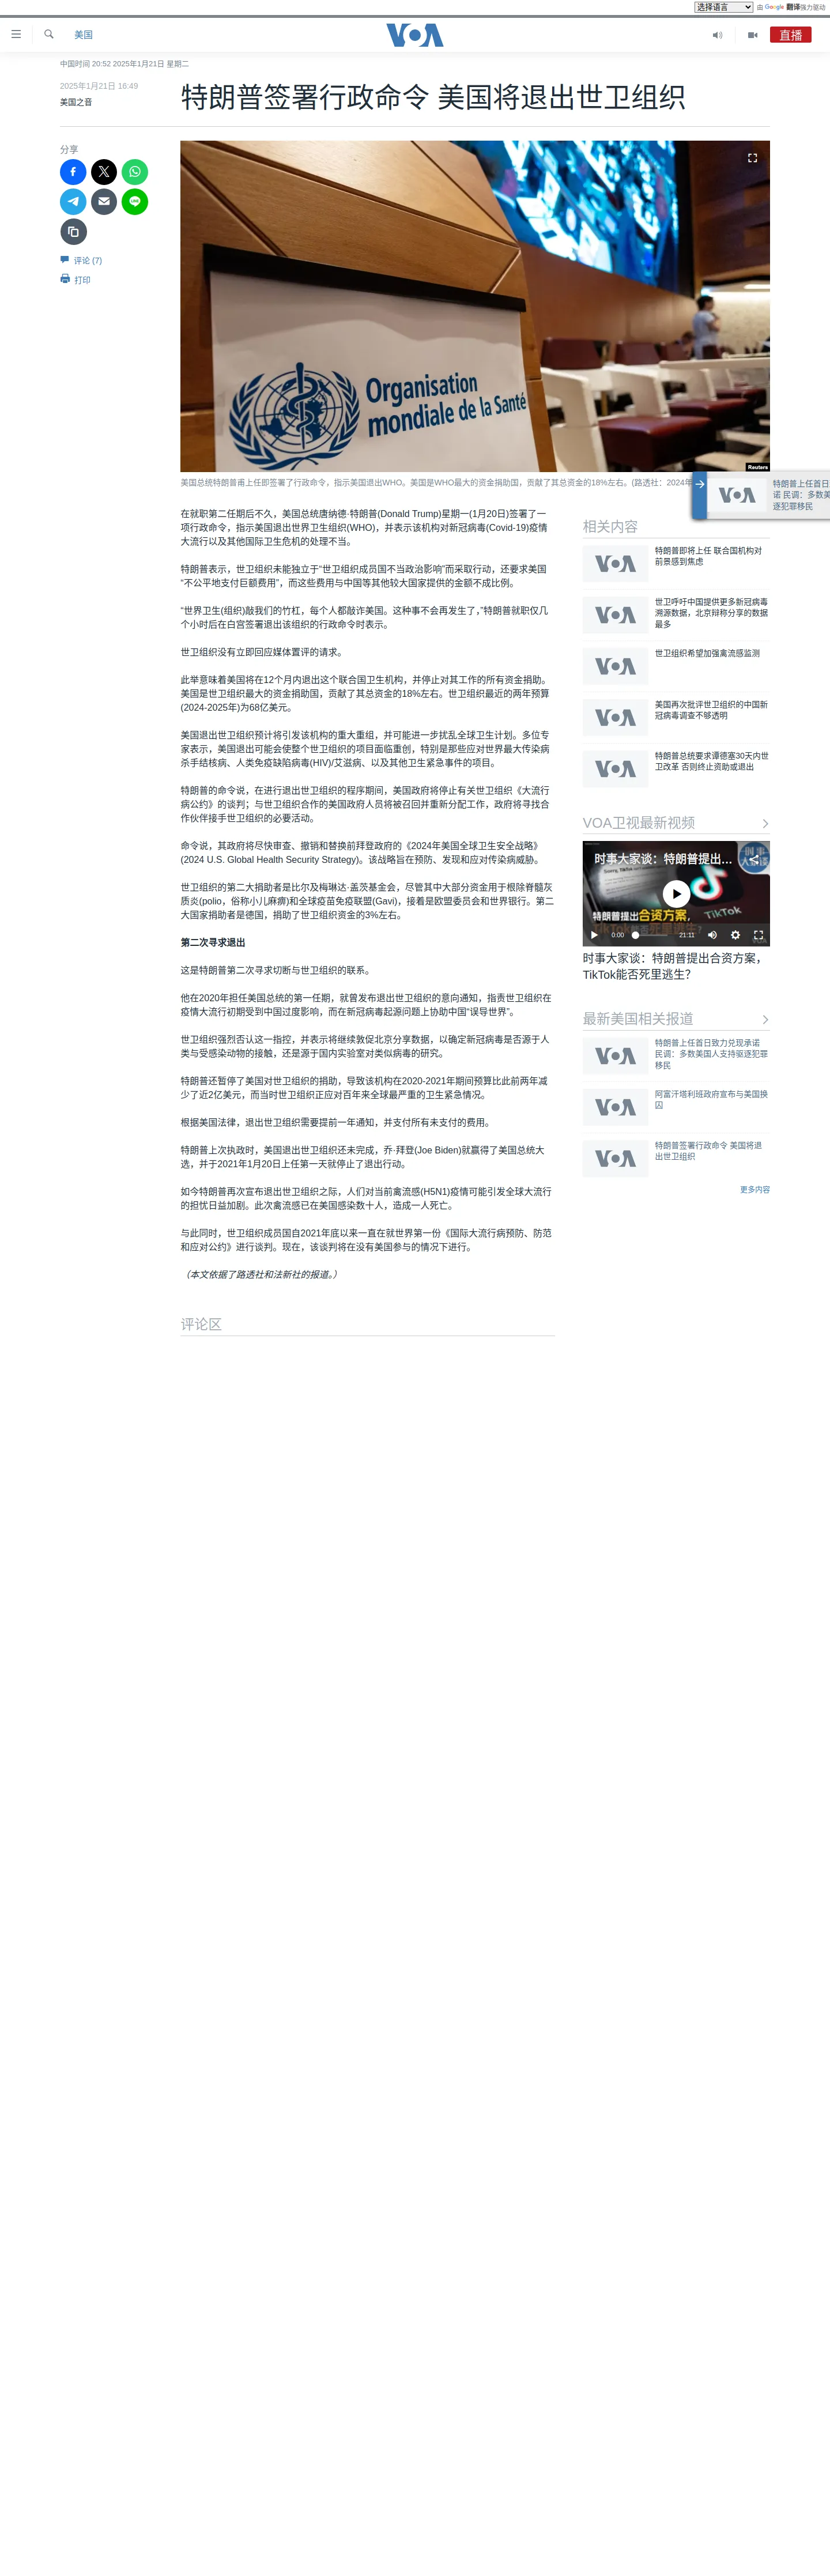 选择语言 由 Google 翻译强力驱动
美国
VOA
直播
中国时间 20:52 2025年1月21日 星期二
2025年1月21日 18:49
美国之音
特朗普签署行政命令 美国将退出世卫组织
分享
评论 (7)
打印
Organisation
mondiale de la Santé
Reuters
美国总统特朗普甫上任即签署了行政命令，指示美国退出WHO。美国是WHO最大的资金捐助国，贡献了其总资金的18%左右。(路透社：2024年
特朗普上任首日
诺 民调：多数美
逐犯罪移民
在就职第二任期后不久，美国总统唐纳德·特朗普(Donald Trump)星期一(1月20日)签署了一
项行政命令，指示美国退出世界卫生组织(WHO)，并表示该机构对新冠病毒(Covid-19)疫情
大流行以及其他国际卫生危机的处理不当。
特朗普表示，世卫组织未能独立于“世卫组织成员国不当政治影响”而采取行动，还要求美国
“不公平地支付巨额费用”，而这些费用与中国等其他较大国家提供的金额不成比例。
“世界卫生(组织)敲我们的竹杠，每个人都敲诈美国。这种事不会再发生了，”特朗普就职仅几
个小时后在白宫签署退出该组织的行政命令时表示。
世卫组织没有立即回应媒体置评的请求。
此举意味着美国将在12个月内退出这个联合国卫生机构，并停止对其工作的所有资金捐助。
美国是世卫组织最大的资金捐助国，贡献了其总资金的18%左右。世卫组织最近的两年预算
(2024-2025年)为68亿美元。
美国退出世卫组织预计将引发该机构的重大重组，并可能进一步扰乱全球卫生计划。多位专
家表示，美国退出可能会使整个世卫组织的项目面临重创，特别是那些应对世界最大传染病
杀手结核病、人类免疫缺陷病毒(HIV)/艾滋病、以及其他卫生紧急事件的项目。
特朗普的命令说，在进行退出世卫组织的程序期间，美国政府将停止有关世卫组织《大流行
病公约》的谈判；与世卫组织合作的美国政府人员将被召回并重新分配工作，政府将寻找合
作伙伴接手世卫组织的必要活动。
命令说，其政府将尽快审查、撤销和替换前拜登政府的《2024年美国全球卫生安全战略》
(2024 U.S. Global Health Security Strategy)。该战略旨在预防、发现和应对传染病威胁。
世卫组织的第二大捐助者是比尔及梅琳达·盖茨基金会，尽管其中大部分资金用于根除脊髓灰
质炎(polio，俗称小儿麻痹)和全球疫苗免疫联盟(Gavi)，接着是欧盟委员会和世界银行。第二
大国家捐助者是德国，捐助了世卫组织资金的3%左右。
第二次寻求退出
这是特朗普第二次寻求切断与世卫组织的联系。
他在2020年担任美国总统的第一任期，就曾发布退出世卫组织的意向通知，指责世卫组织在
疫情大流行初期受到中国过度影响，而在新冠病毒起源问题上协助中国“误导世界”。
世卫组织强烈否认这一指控，并表示将继续敦促北京分享数据，以确定新冠病毒是否源于人
类与受感染动物的接触，还是源于国内实验室对类似病毒的研究。
特朗普还暂停了美国对世卫组织的捐助，导致该机构在2020-2021年期间预算比此前两年减
少了近2亿美元，而当时世卫组织正应对百年来全球最严重的卫生紧急情况。
根据美国法律，退出世卫组织需要提前一年通知，并支付所有未支付的费用。
特朗普上次执政时，美国退出世卫组织还未完成，乔·拜登(Joe Biden)就赢得了美国总统大
选，并于2021年1月20日上任第一天就停止了退出行动。
如今特朗普再次宣布退出世卫组织之际，人们对当前禽流感(H5N1)疫情可能引发全球大流行
的担忧日益加剧。此次禽流感已在美国感染数十人，造成一人死亡。
与此同时，世卫组织成员国自2021年底以来一直在就世界第一份《国际大流行病预防、防范
和应对公约》进行谈判。现在，该谈判将在没有美国参与的情况下进行。
（本文依据了路透社和法新社的报道。）
评论区
相关内容
特朗普即将上任 联合国机构对
前景感到焦虑
世卫呼吁中国提供更多新冠病毒
溯源数据，北京辩称分享的数据
最多
世卫组织希望加强禽流感监测
美国再次批评世卫组织的中国新
冠病毒调查不够透明
特朗普总统要求谭德塞30天内世
卫改革 否则终止资助或退出
VOA卫视最新视频
时事大家谈：特朗普提出...
特朗普提出合资方案，
TikTok能否死里逃生?
0:00
21:11
时事大家谈：特朗普提出合资方案，
TikTok能否死里逃生？
最新美国相关报道
特朗普上任首日致力兑现承诺
民调：多数美国人支持驱逐犯罪
移民
阿富汗塔利班政府宣布与美国换
囚
特朗普签署行政命令 美国将退
出世卫组织
更多内容